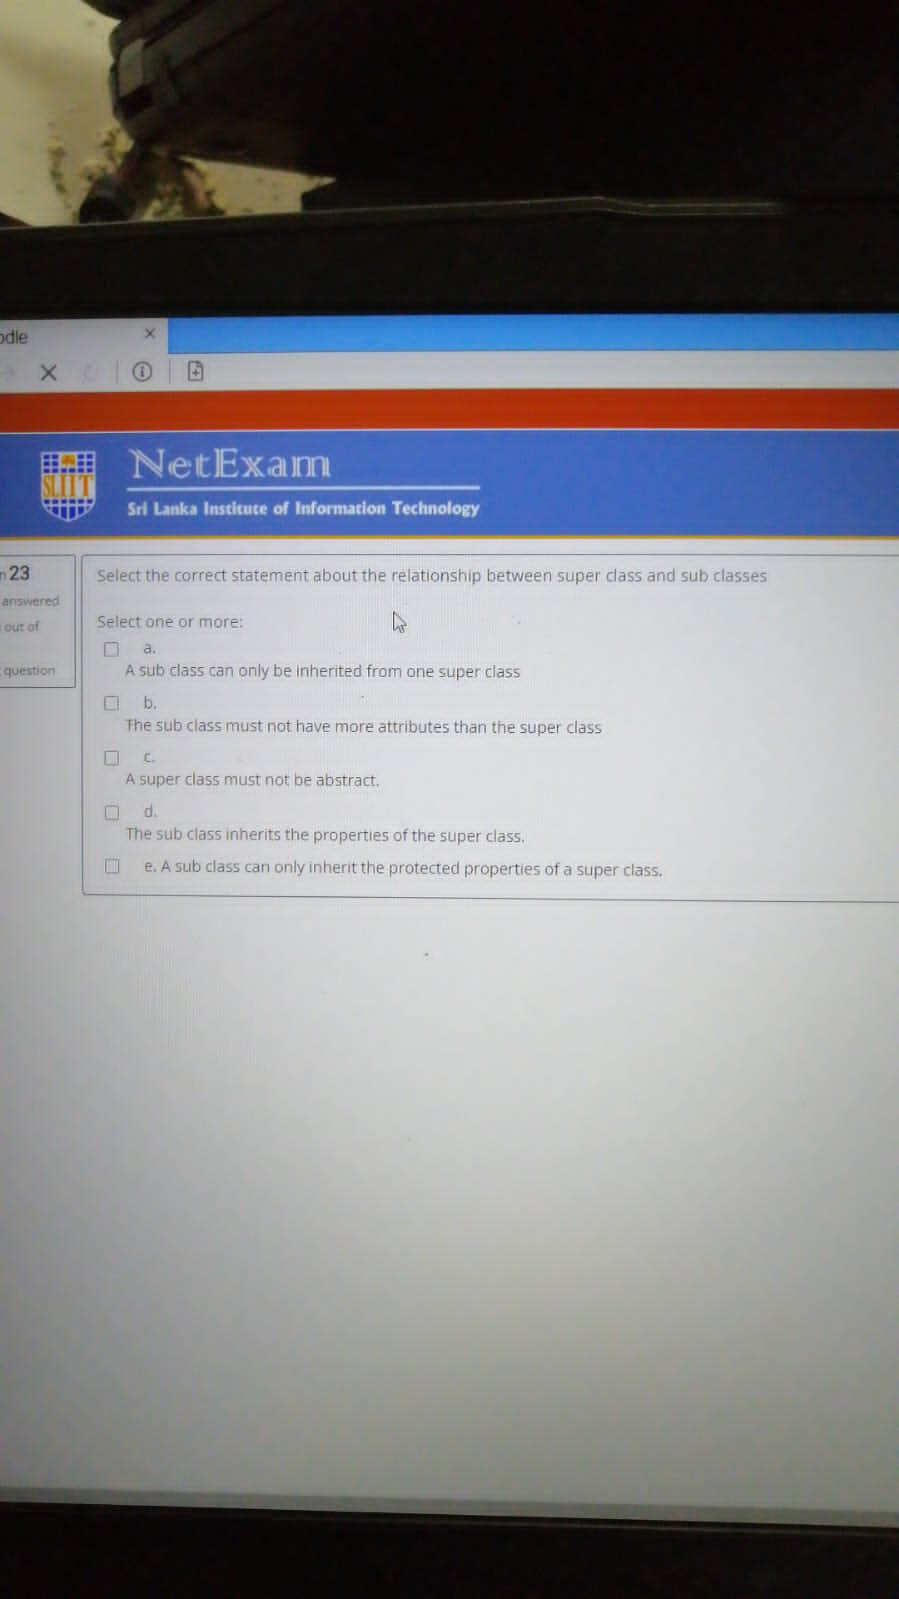 odle
NetExam
SLIIT
Sri Lanka Institute of Information Technology
23
answered
out of
question
Select the correct statement about the relationship between super class and sub classes
Select one or more:
a.
A sub class can only be inherited from one super class
b.
The sub class must not have more attributes than the super class
c.
A super class must not be abstract.
d.
The sub class inherits the properties of the super class.
e. A sub class can only inherit the protected properties of a super class.